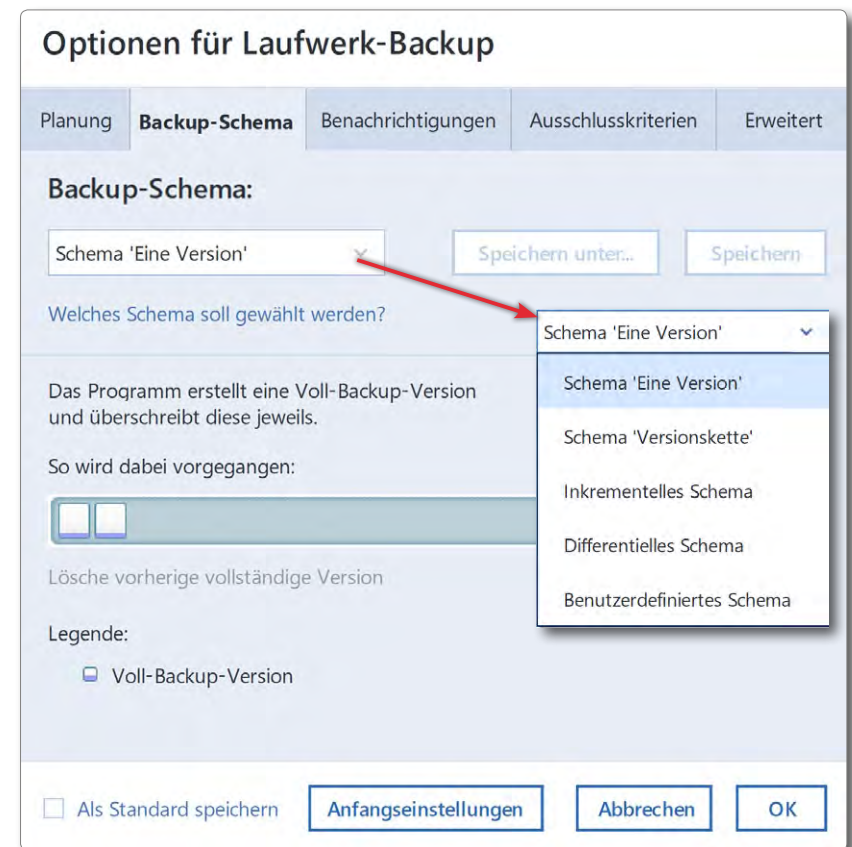 Optionen für Laufwerk-Backup
Planung Backup-Schema Benachrichtigungen Ausschlusskriterien Erweitert
Backup-Schema:
Schema 'Eine Version' Speichern unter... Speichern
Welches Schema soll gewählt werden?
Schema 'Eine Version'
Schema 'Eine Version'
Schema 'Versionskette'
Inkrementelles Schema
Differentielles Schema
Benutzerdefiniertes Schema
Das Programm erstellt eine Voll-Backup-Version
und überschreibt diese jeweils.
So wird dabei vorgegangen:
Lösche vorherige vollständige Version
Legende:
Voll-Backup-Version
Als Standard speichern Anfangseinstellungen Abbrechen OK